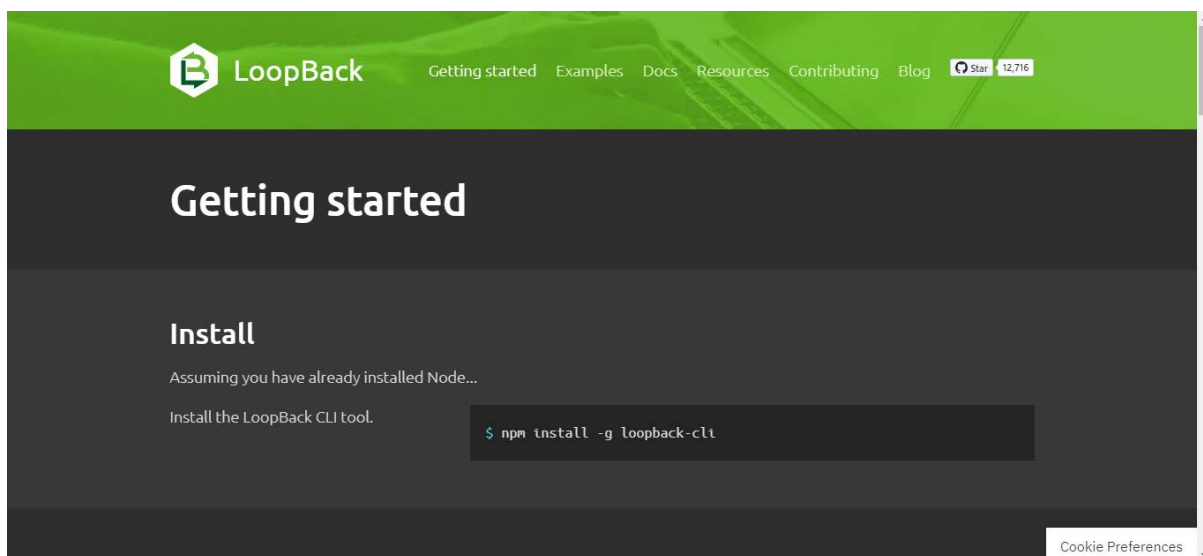 LoopBack
Getting started Examples Docs Resources Contributing Blog Star 12,716
Getting started
Install
Assuming you have already installed Node...
Install the LoopBack CLI tool.
$ npm install -g loopback-cli
Cookie Preferences